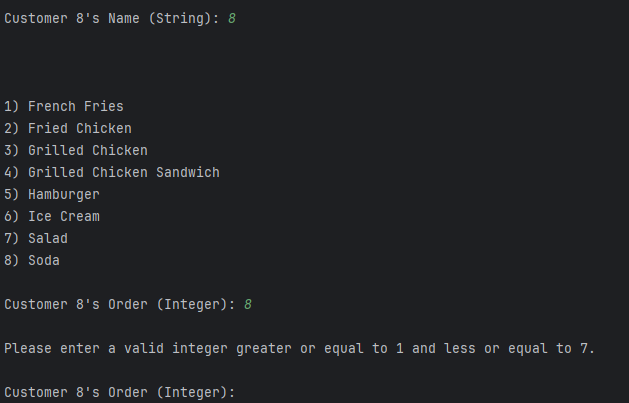 Customer 8's Name (String): 8
1) French Fries
2) Fried Chicken
3) Grilled Chicken
4) Grilled Chicken Sandwich
5) Hamburger
6) Ice Cream
7) Salad
8) Soda
Customer 8's Order (Integer): 8
Please enter a valid integer greater or equal to 1 and less or equal to 7.
Customer 8's Order (Integer):